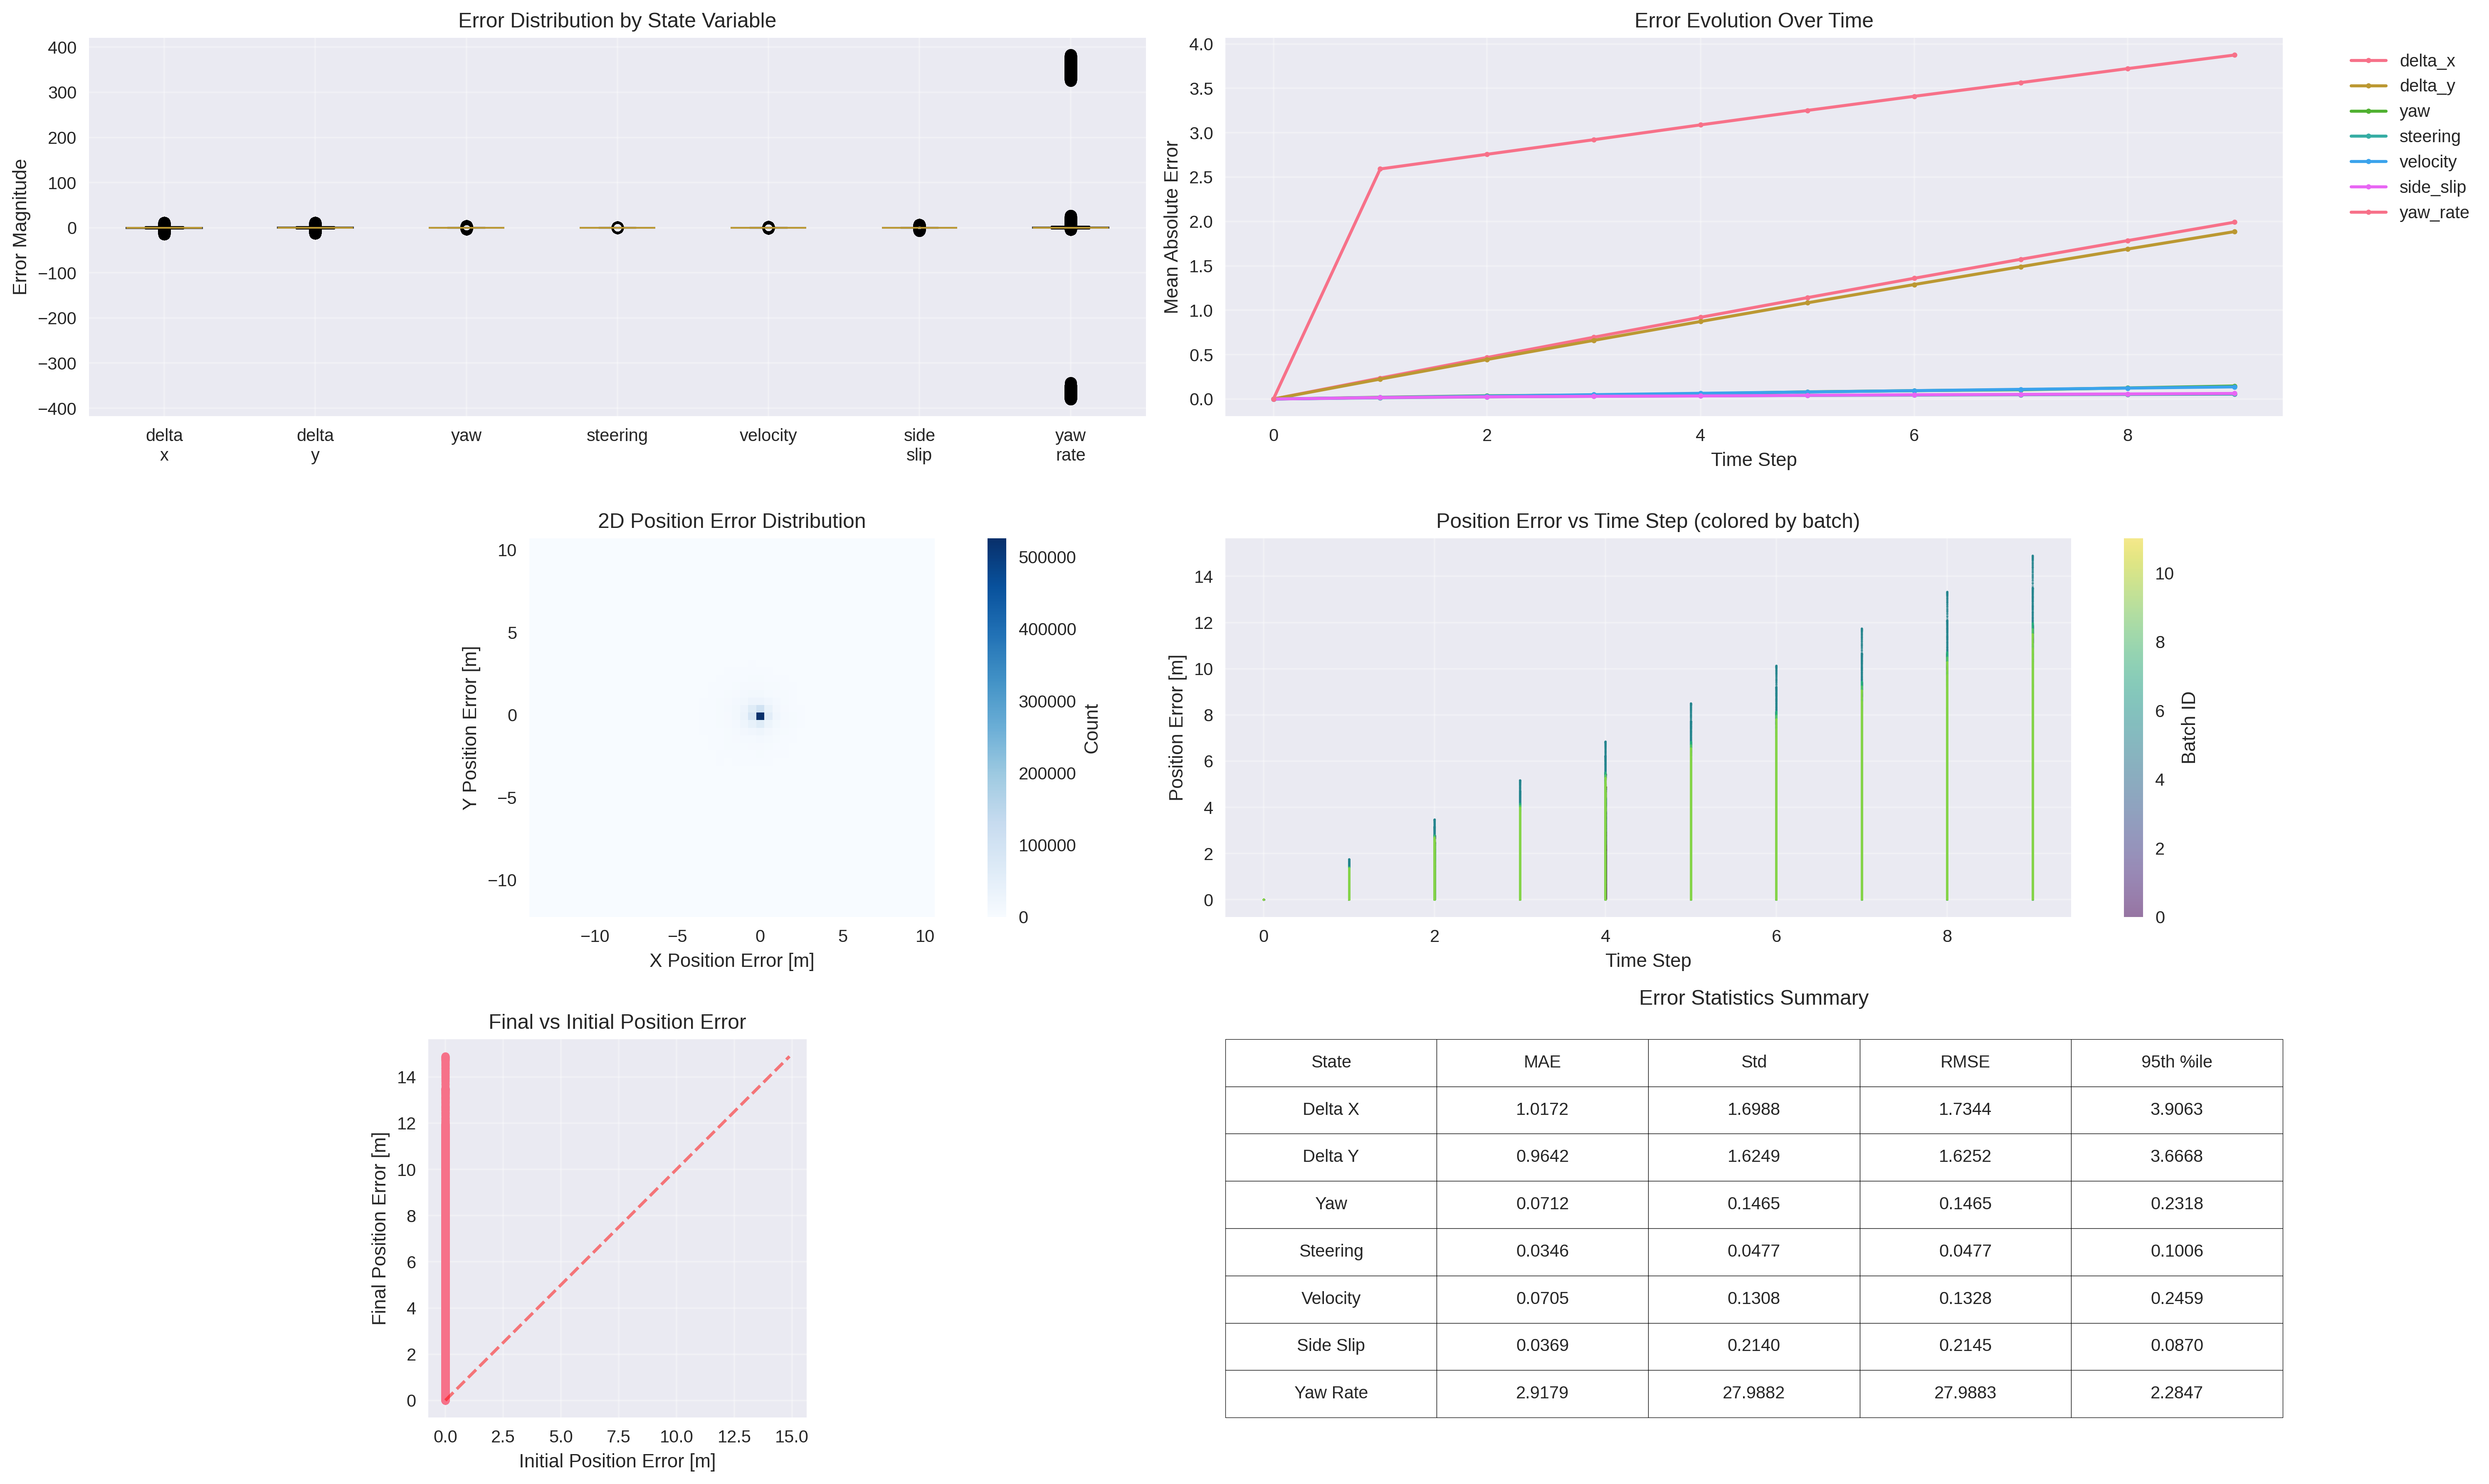 Error Distribution by State Variable
Error Magnitude
400
300
200
100
0
−100
−200
−300
−400
delta
x
delta
y
yaw
steering
velocity
side
slip
yaw
rate
Error Evolution Over Time
Mean Absolute Error
4.0
3.5
3.0
2.5
2.0
1.5
1.0
0.5
0.0
0 2 4 6 8
Time Step
delta_x
delta_y
yaw
steering
velocity
side_slip
yaw_rate
2D Position Error Distribution
Y Position Error [m]
10
5
0
−5
−10
−10 −5 0 5 10
X Position Error [m]
500000
400000
300000
200000
100000
0
Count
Position Error vs Time Step (colored by batch)
Position Error [m]
14
12
10
8
6
4
2
0
0 2 4 6 8
Time Step
10
8
6
4
2
0
Batch ID
Final vs Initial Position Error
Final Position Error [m]
14
12
10
8
6
4
2
0
0.0 2.5 5.0 7.5 10.0 12.5 15.0
Initial Position Error [m]
Error Statistics Summary
State MAE Std RMSE 95th %ile
Delta X 1.0172 1.6988 1.7344 3.9063
Delta Y 0.9642 1.6249 1.6252 3.6668
Yaw 0.0712 0.1465 0.1465 0.2318
Steering 0.0346 0.0477 0.0477 0.1006
Velocity 0.0705 0.1308 0.1328 0.2459
Side Slip 0.0369 0.2140 0.2145 0.0870
Yaw Rate 2.9179 27.9882 27.9883 2.2847